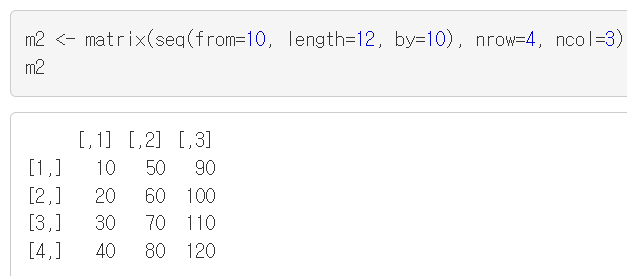 m2 <- matrix(seq(from=10, length=12, by=10), nrow=4, ncol=3)
m2
     [,1] [,2] [,3]
[1,]   10   50   90
[2,]   20   60  100
[3,]   30   70  110
[4,]   40   80  120